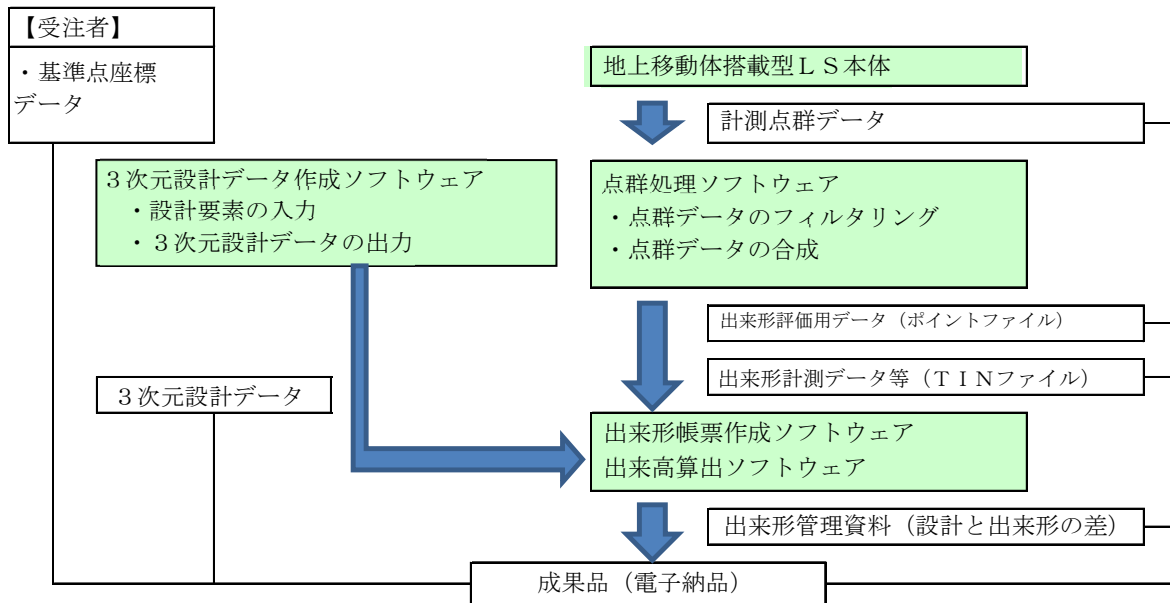 【受注者】
・基準点座標
データ
地上移動体搭載型ＬＳ本体
計測点群データ
３次元設計データ作成ソフトウェア
・設計要素の入力
・３次元設計データの出力
点群処理ソフトウェア
・点群データのフィルタリング
・点群データの合成
出来形評価用データ（ポイントファイル）
出来形計測データ等（ＴＩＮファイル）
３次元設計データ
出来形帳票作成ソフトウェア
出来高算出ソフトウェア
出来形管理資料（設計と出来形の差）
成果品（電子納品）